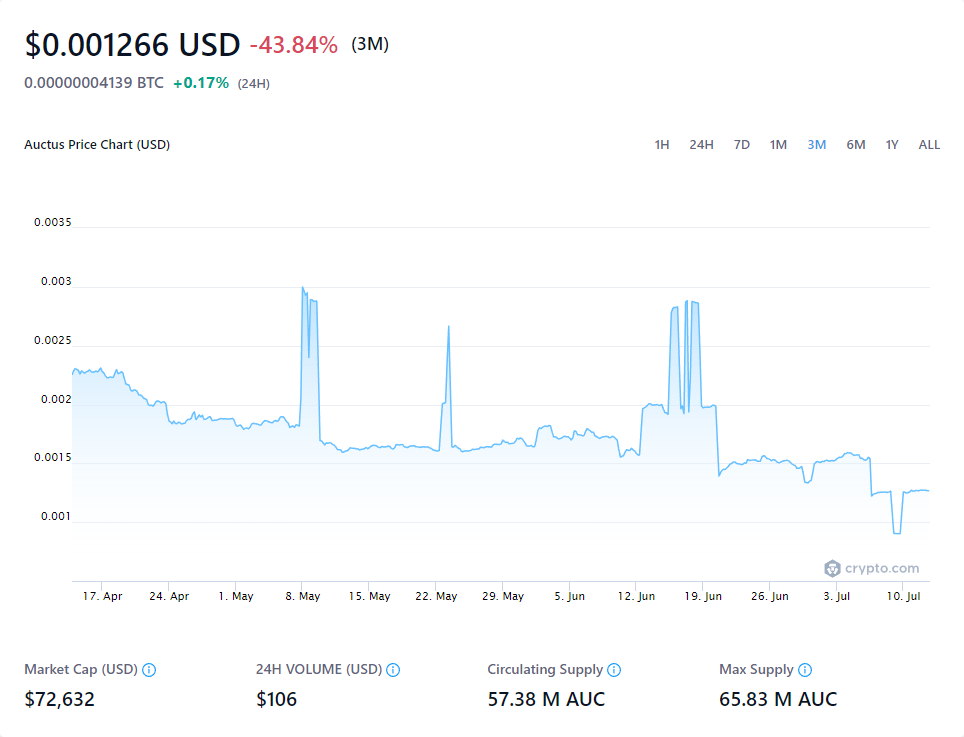 $0.001266 USD -43.84% (3M)
0.00000004139 BTC +0.17% (24H)
Auctus Price Chart (USD)
1H 24H 7D 1M 3M 6M 1Y ALL
0.0035
0.003
0.0025
0.002
0.0015
0.001
crypto.com
17. Apr 24. Apr 1. May 8. May 15. May 22. May 29. May 5. Jun 12. Jun 19. Jun 26. Jun 3. Jul 10. Jul
Market Cap (USD) 24H VOLUME (USD) Circulating Supply Max Supply
$72,632 $106 57.38 M AUC 65.83 M AUC